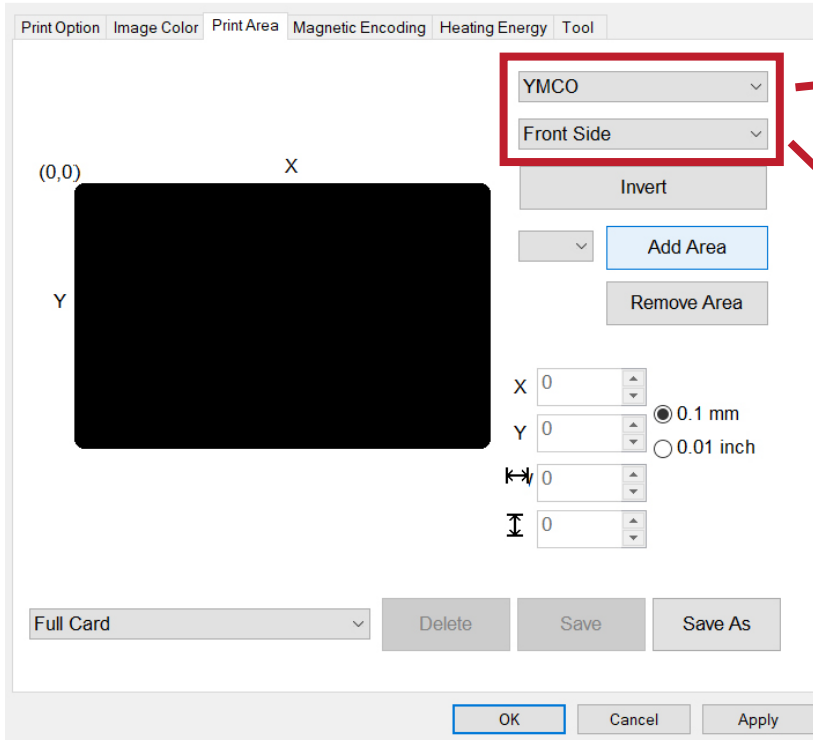 Print Option Image Color Print Area Magnetic Encoding Heating Energy Tool
YMCO
Front Side
(0,0) X
Invert
Add Area
Y
Remove Area
X 0
0.1 mm
Y 0
0.01 inch
0
0
Full Card Delete Save Save As
OK Cancel Apply